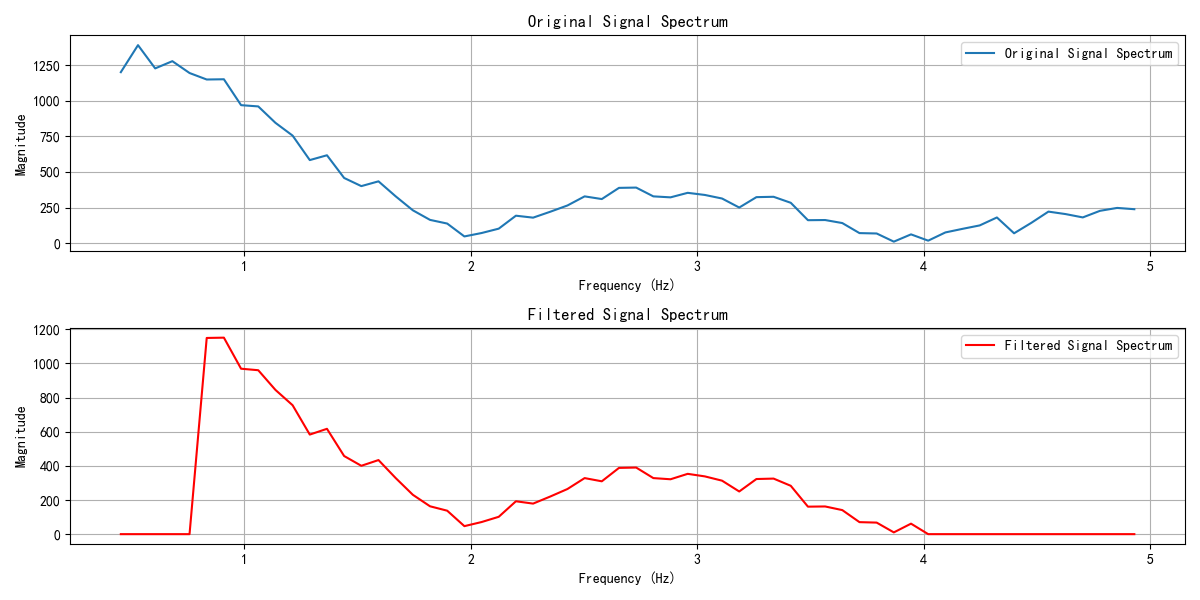 Original Signal Spectrum
Original Signal Spectrum
Magnitude
1250
1000
750
500
250
0
1 2 3 4 5
Frequency (Hz)
Filtered Signal Spectrum
Filtered Signal Spectrum
Magnitude
1200
1000
800
600
400
200
0
1 2 3 4 5
Frequency (Hz)